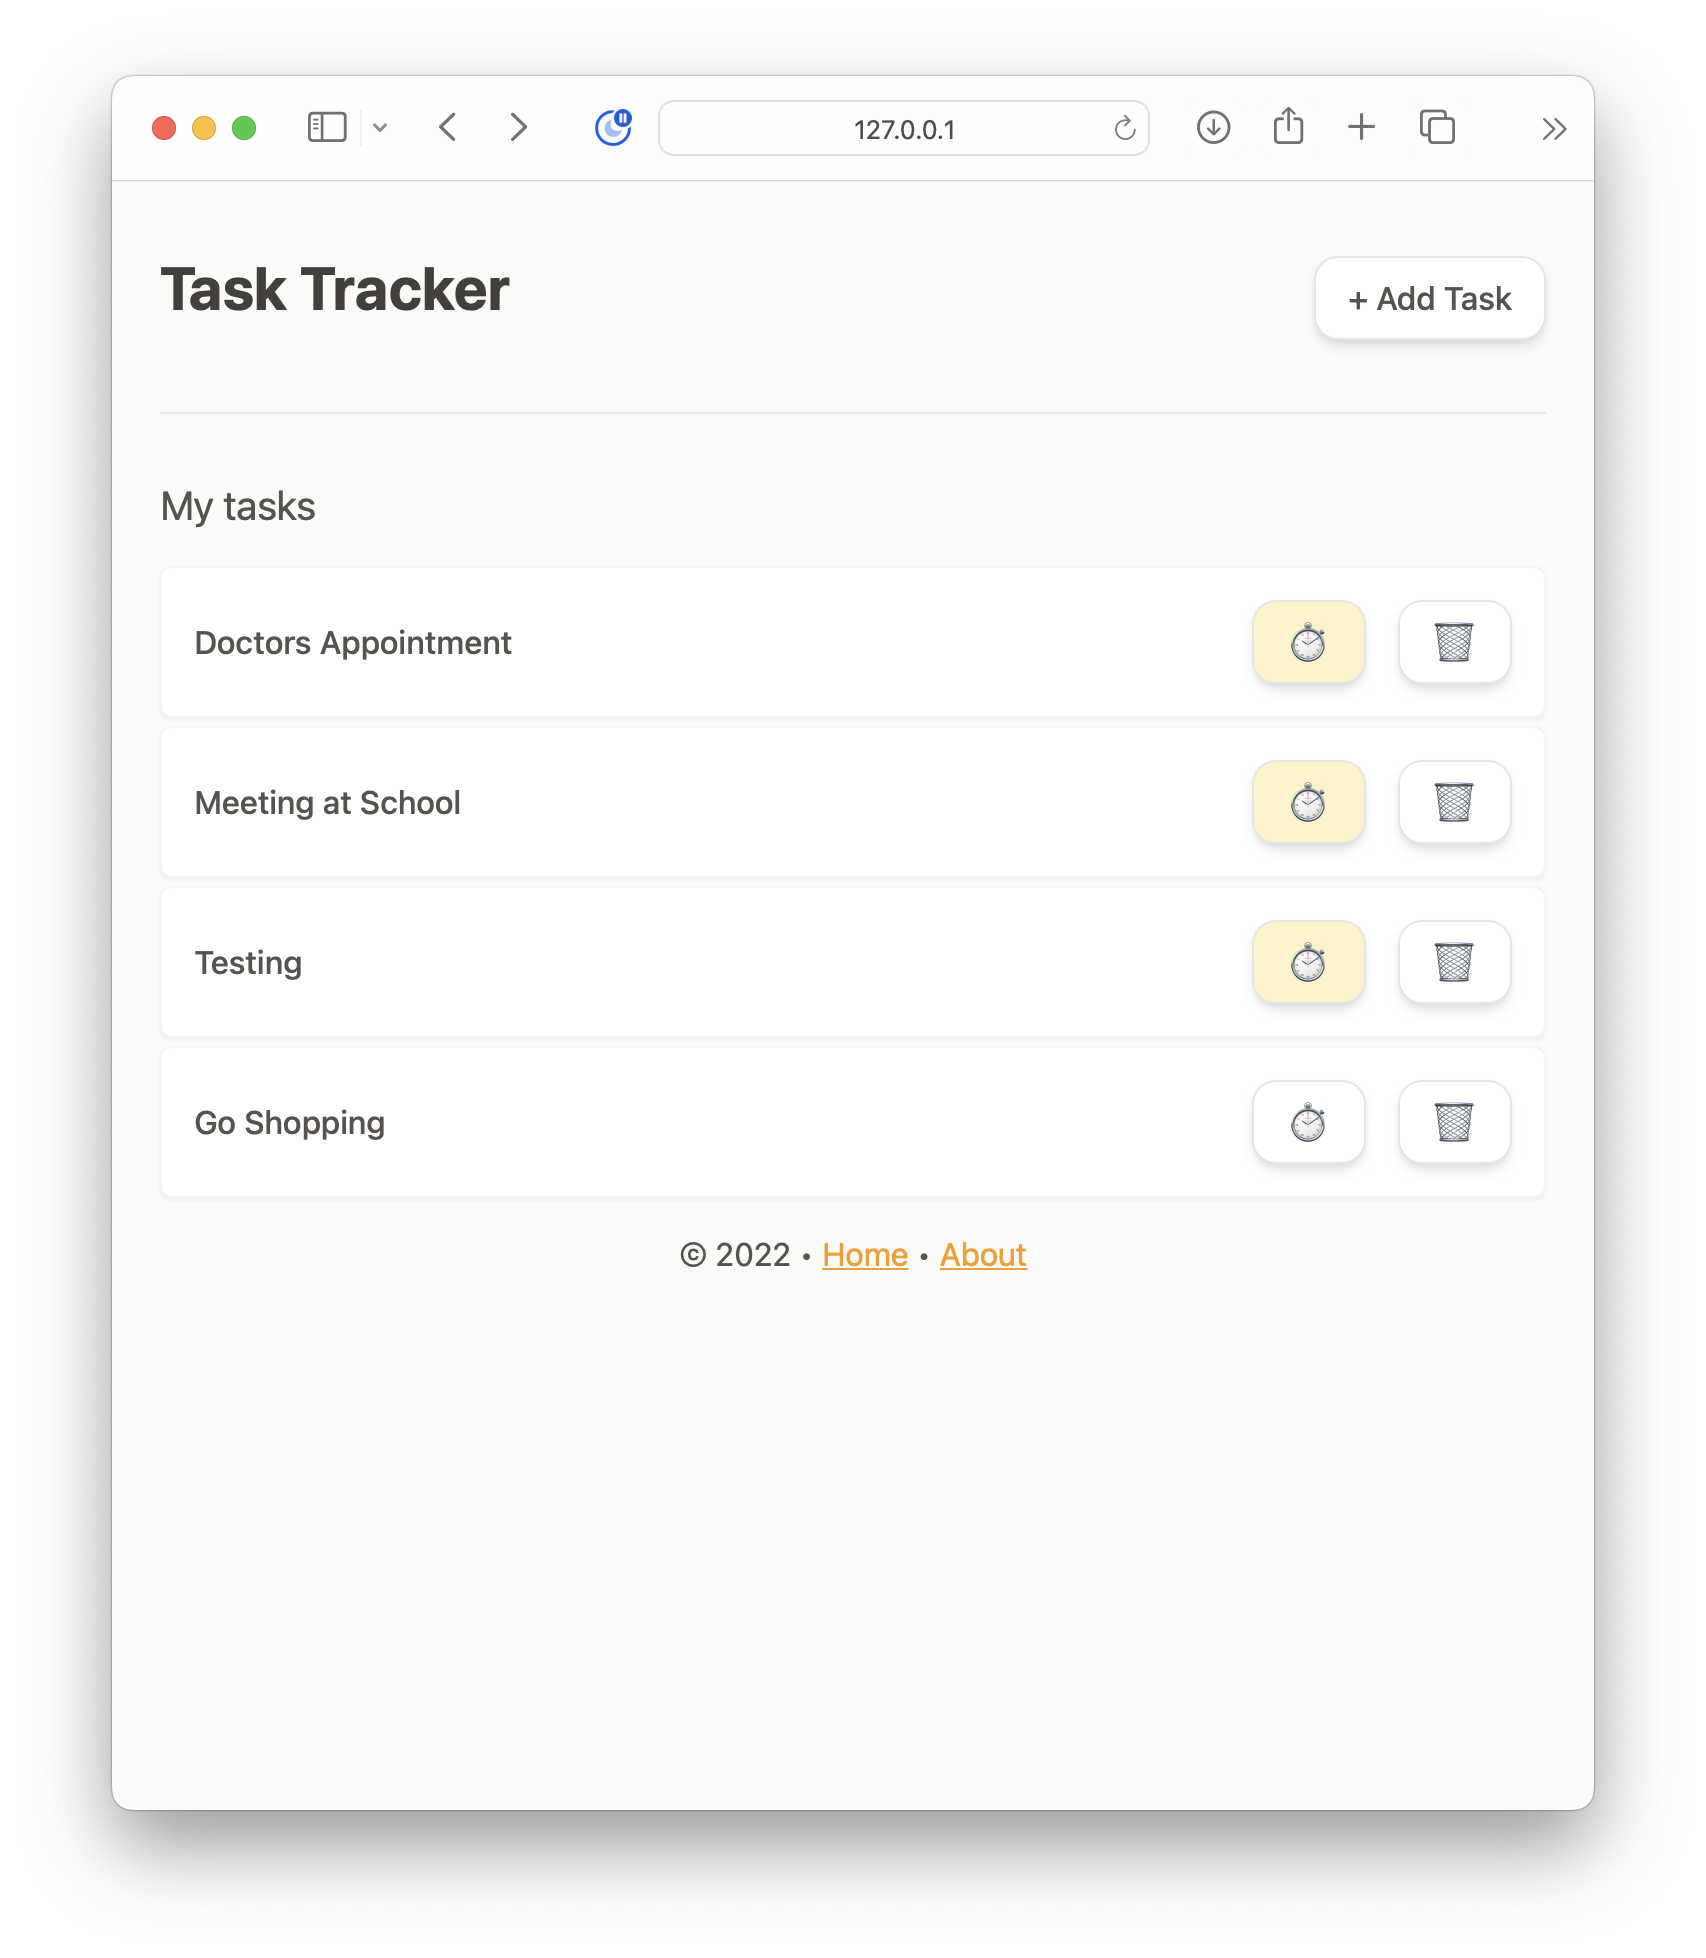 127.0.0.1
Task Tracker
+ Add Task
My tasks
Doctors Appointment
Meeting at School
Testing
Go Shopping
© 2022 • Home • About